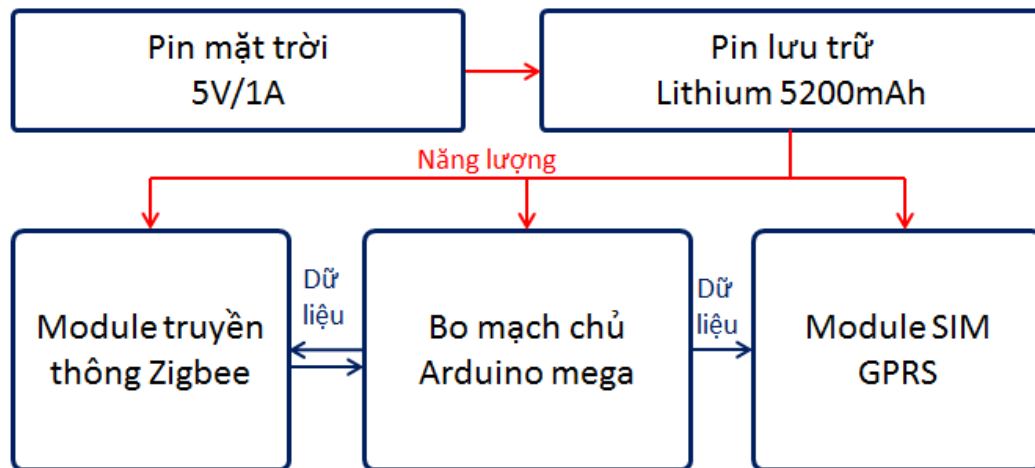 Pin mặt trời
5V/1A
Pin lưu trữ
Lithium 5200mAh
Năng lượng
Module truyền
thông Zigbee
Dữ
liệu
Bo mạch chủ
Arduino mega
Dữ
liệu
Module SIM
GPRS